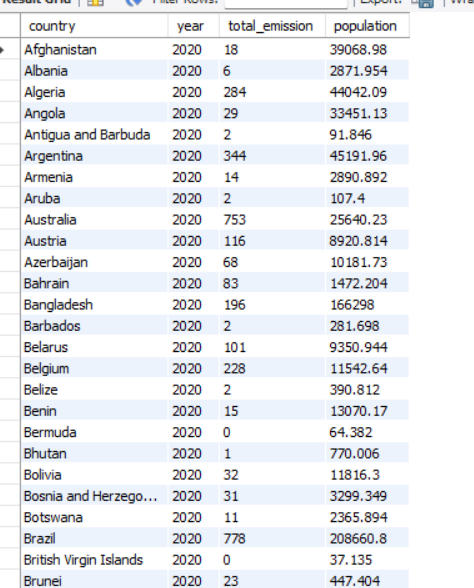 Result Grid Filter Rows: Export: Wra
country year total_emission population
Afghanistan 2020 18 39068.98
Albania 2020 6 2871.954
Algeria 2020 284 44042.09
Angola 2020 29 33451.13
Antigua and Barbuda 2020 2 91.846
Argentina 2020 344 45191.96
Armenia 2020 14 2890.892
Aruba 2020 2 107.4
Australia 2020 753 25640.23
Austria 2020 116 8920.814
Azerbaijan 2020 68 10181.73
Bahrain 2020 83 1472.204
Bangladesh 2020 196 166298
Barbados 2020 2 281.698
Belarus 2020 101 9350.944
Belgium 2020 228 11542.64
Belize 2020 2 390.812
Benin 2020 15 13070.17
Bermuda 2020 0 64.382
Bhutan 2020 1 770.006
Bolivia 2020 32 11816.3
Bosnia and Herzego... 2020 31 3299.349
Botswana 2020 11 2365.894
Brazil 2020 778 208660.8
British Virgin Islands 2020 0 37.135
Brunei 2020 23 447.404